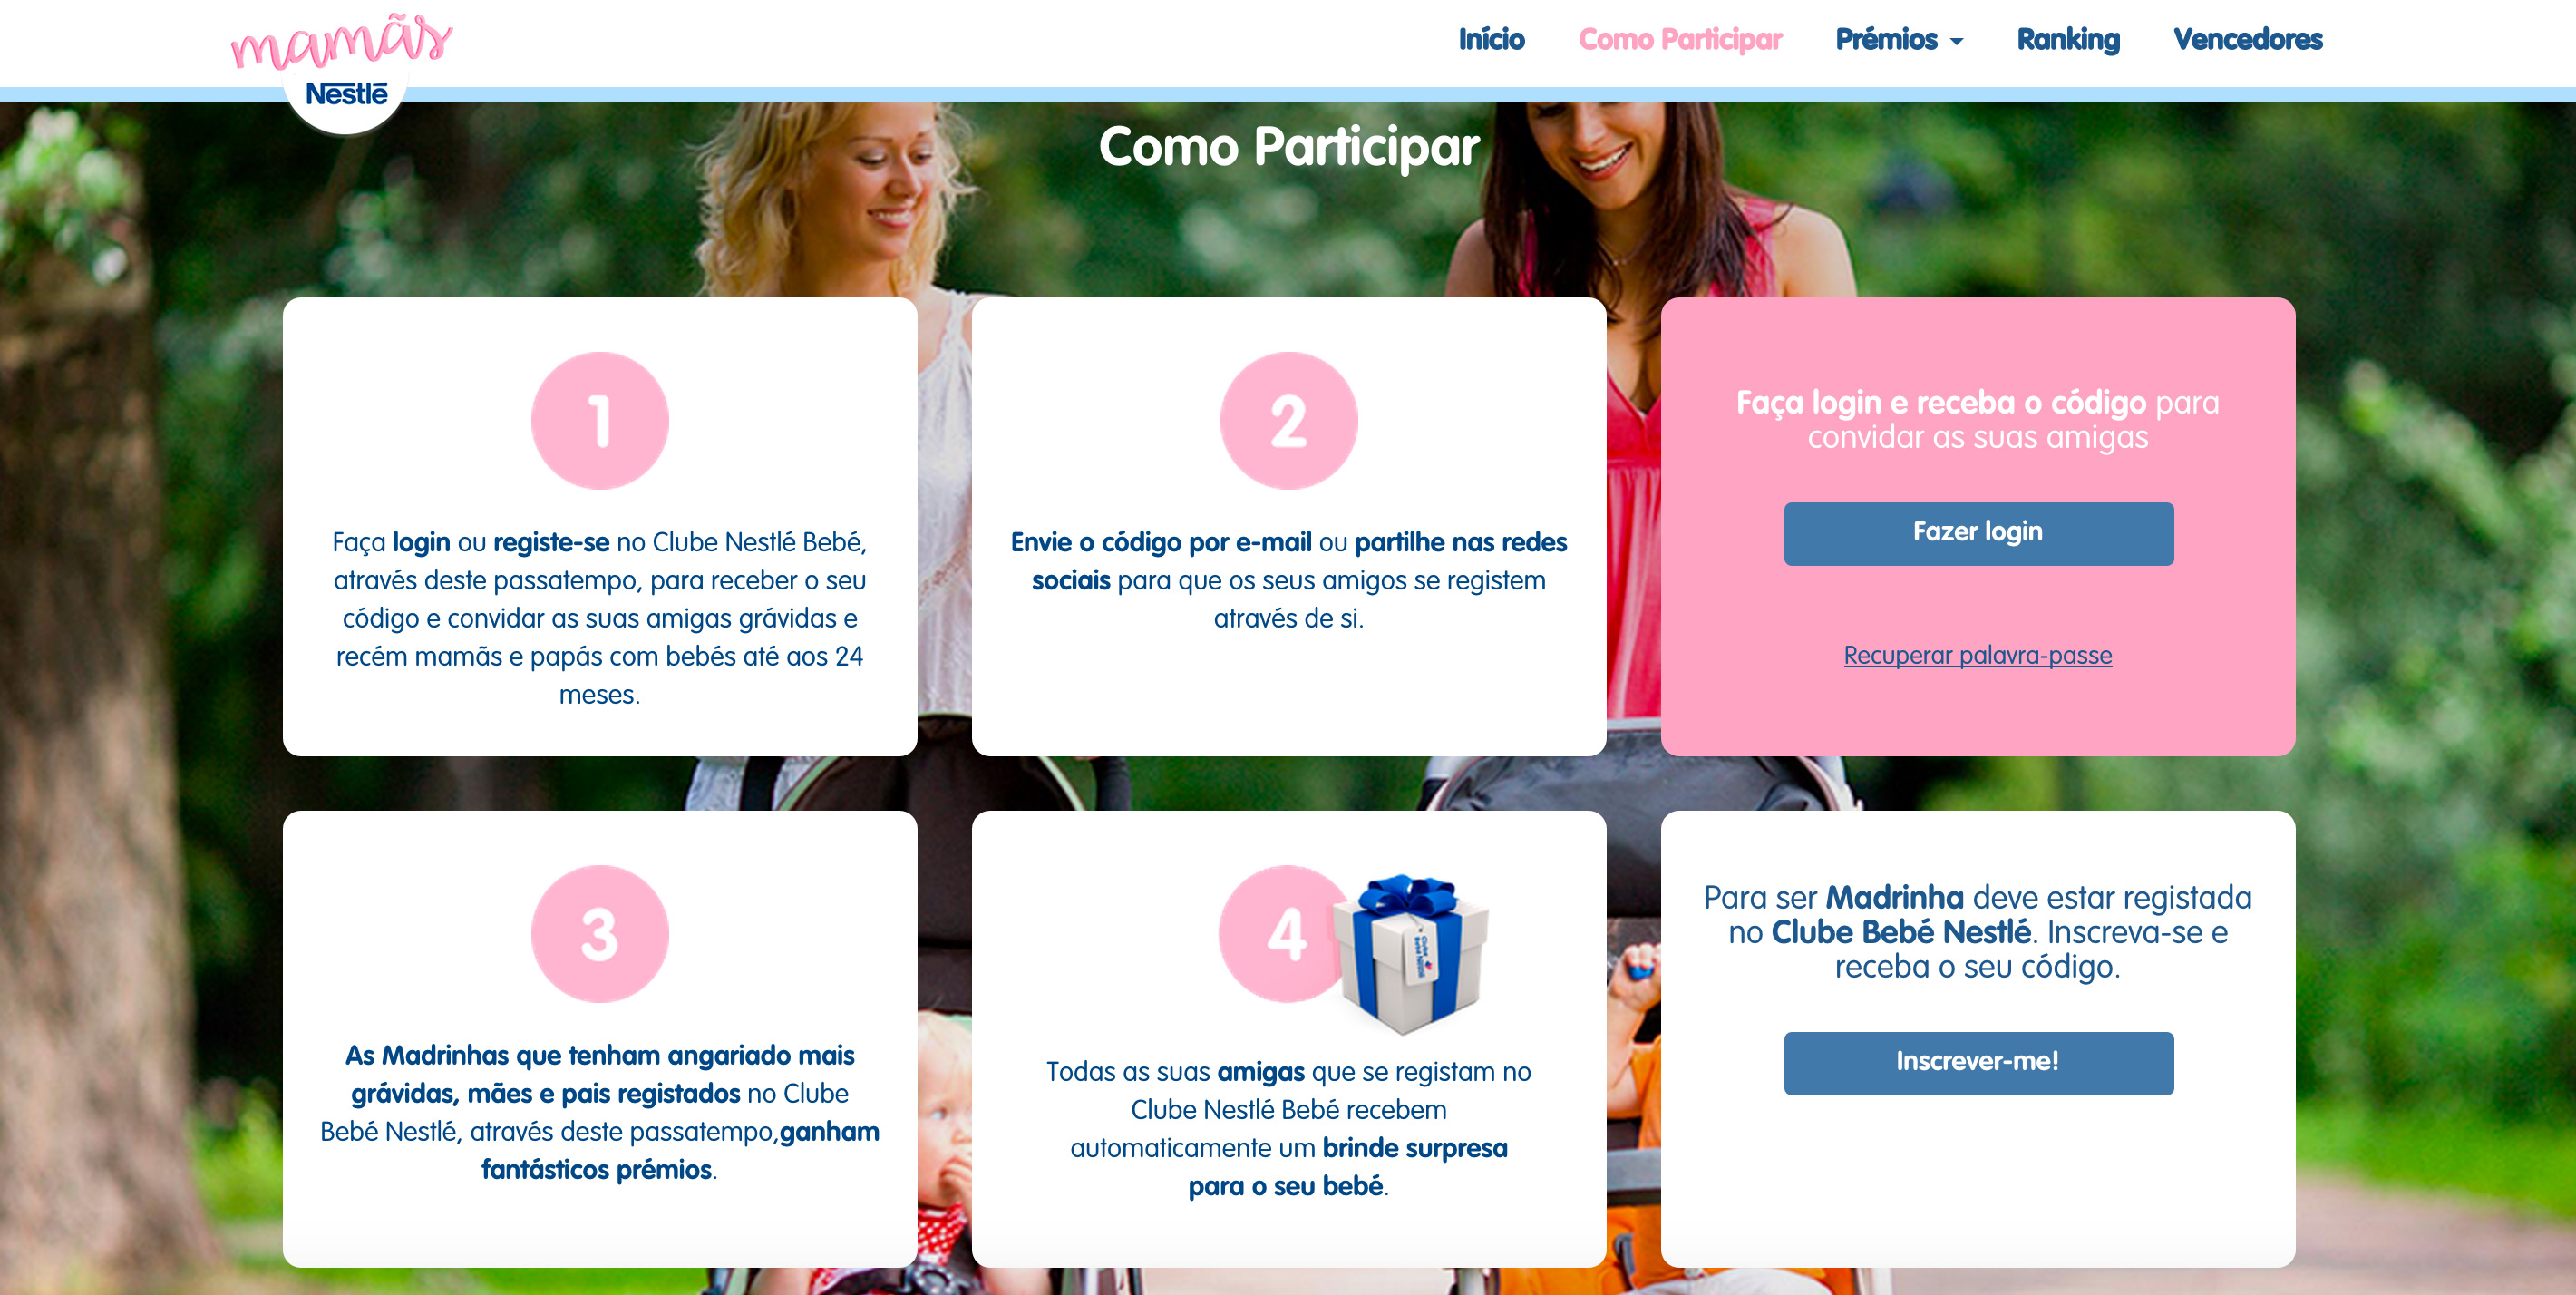 mamãs
Nestlé
Início
Como Participar
Prémios
Ranking
Vencedores
Como Participar
1
Faça login ou registe-se no Clube Nestlé Bebé,
através deste passatempo, para receber o seu
código e convidar as suas amigas grávidas e
recém mamãs e papás com bebés até aos 24
meses.
2
Envie o código por e-mail ou partilhe nas redes
sociais para que os seus amigos se registem
através de si.
Faça login e receba o código para
convidar as suas amigas
Fazer login
Recuperar palavra-passe
3
As Madrinhas que tenham angariado mais
grávidas, mães e pais registados no Clube
Bebé Nestlé, através deste passatempo,ganham
fantásticos prémios.
4
Clube
Bebé Nestlé
Todas as suas amigas que se registam no
Clube Nestlé Bebé recebem
automaticamente um brinde surpresa
para o seu bebé.
Para ser Madrinha deve estar registada
no Clube Bebé Nestlé. Inscreva-se e
receba o seu código.
Inscrever-me!